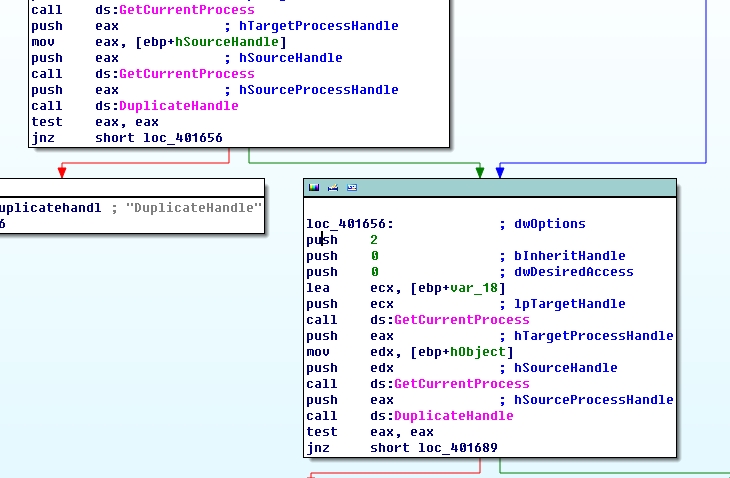 call    ds:GetCurrentProcess
push    eax             ; hTargetProcessHandle
mov     eax, [ebp+hSourceHandle]
push    eax             ; hSourceHandle
call    ds:GetCurrentProcess
push    eax             ; hSourceProcessHandle
call    ds:DuplicateHandle
test    eax, eax
jnz     short loc_401656
uplicatehandl ; "DuplicateHandle"
6
loc_401656:             ; dwOptions
push    2
push    0               ; bInheritHandle
push    0               ; dwDesiredAccess
lea     ecx, [ebp+var_18]
push    ecx             ; lpTargetHandle
call    ds:GetCurrentProcess
push    eax             ; hTargetProcessHandle
mov     edx, [ebp+hObject]
push    edx             ; hSourceHandle
call    ds:GetCurrentProcess
push    eax             ; hSourceProcessHandle
call    ds:DuplicateHandle
test    eax, eax
jnz     short loc_401689